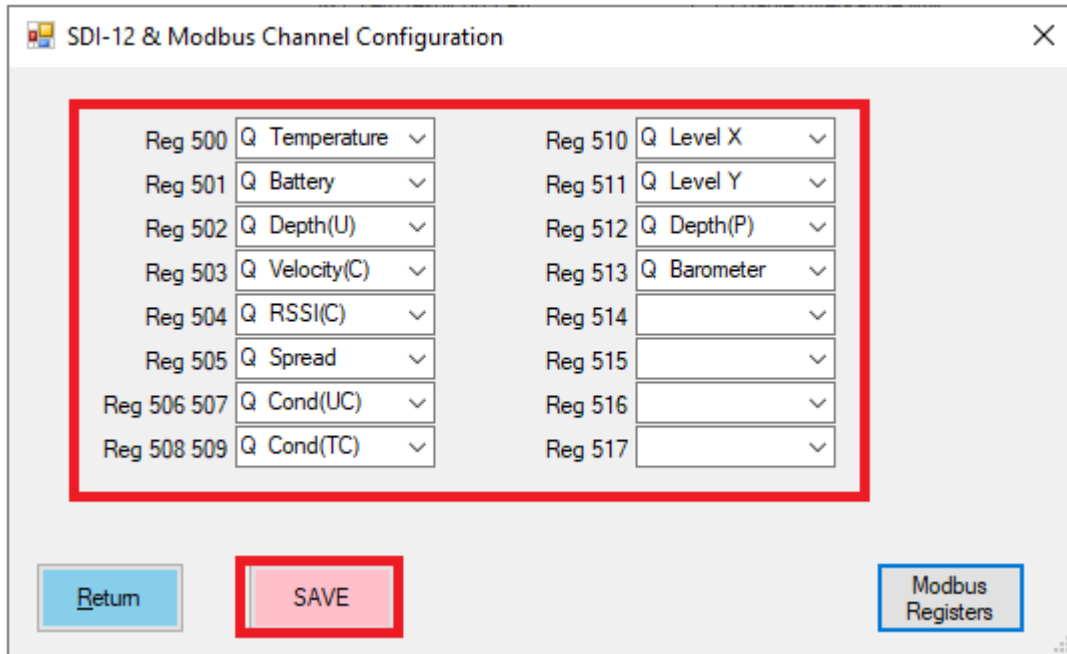 SDI-12 & Modbus Channel Configuration
Reg 500 Q Temperature
Reg 501 Q Battery
Reg 502 Q Depth(U)
Reg 503 Q Velocity(C)
Reg 504 Q RSSI(C)
Reg 505 Q Spread
Reg 506 507 Q Cond(UC)
Reg 508 509 Q Cond(TC)
Reg 510 Q Level X
Reg 511 Q Level Y
Reg 512 Q Depth(P)
Reg 513 Q Barometer
Reg 514
Reg 515
Reg 516
Reg 517
Return
SAVE
Modbus
Registers